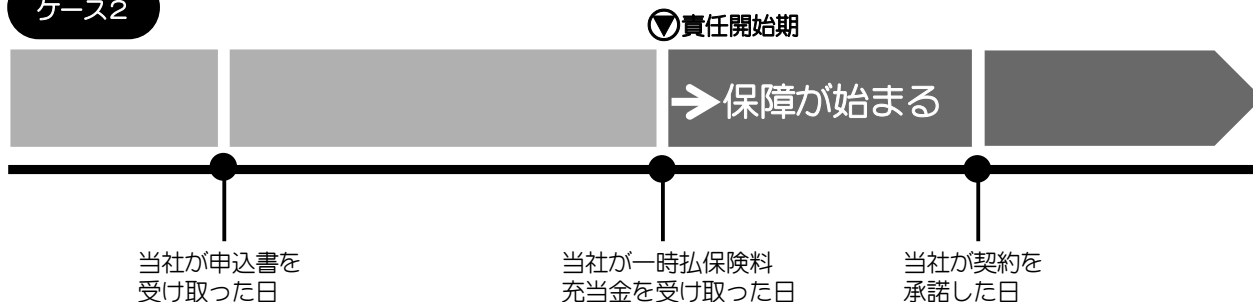 ケース2
責任開始期
保障が始まる
当社が申込書を
受け取った日
当社が一時払保険料
充当金を受け取った日
当社が契約を
承諾した日